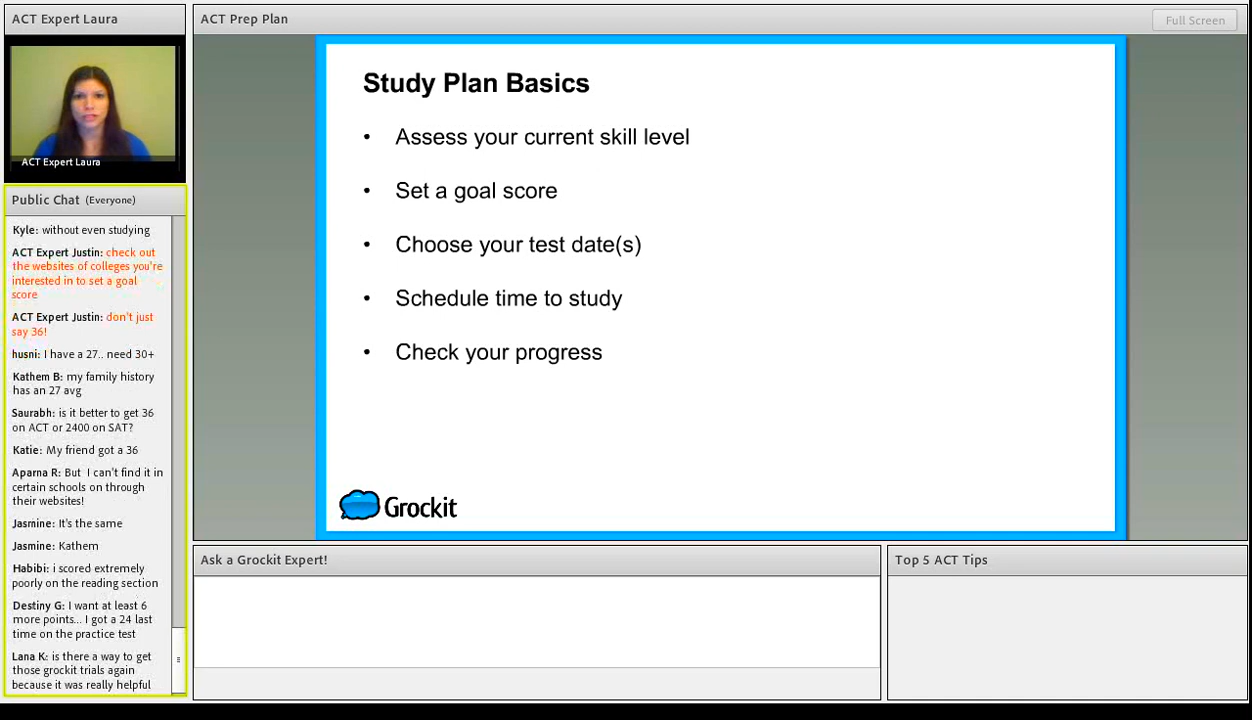 ACT Expert Laura
ACT Expert Laura
Public Chat (Everyone)
Kyle: without even studying
ACT Expert Justin: check out
the websites of colleges you're
interested in to set a goal
score
ACT Expert Justin: don't just
say 36!
husni: I have a 27.. need 30+
Kathem B: my family history
has an 27 avg
Saurabh: is it better to get 36
on ACT or 2400 on SAT?
Katie: My friend got a 36
Aparna R: But I can't find it in
certain schools on through
their websites!
Jasmine: It's the same
Jasmine: Kathem
Habibi: i scored extremely
poorly on the reading section
Destiny G: I want at least 6
more points... I got a 24 last
time on the practice test
Lana K: is there a way to get
those grockit trials again
because it was really helpful
ACT Prep Plan
Full Screen
Study Plan Basics
• Assess your current skill level
• Set a goal score
• Choose your test date(s)
• Schedule time to study
• Check your progress
Grockit
Ask a Grockit Expert!
Top 5 ACT Tips